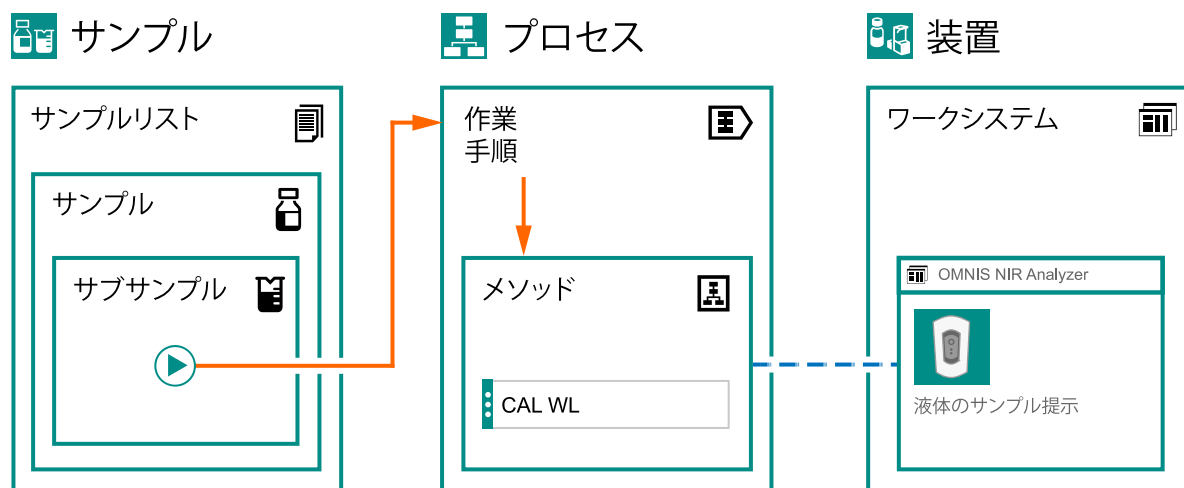 サンプル
プロセス
装置
サンプルリスト
サンプル
サブサンプル
作業
手順
メソッド
CAL WL
ワークシステム
OMNIS NIR Analyzer
液体のサンプル提示